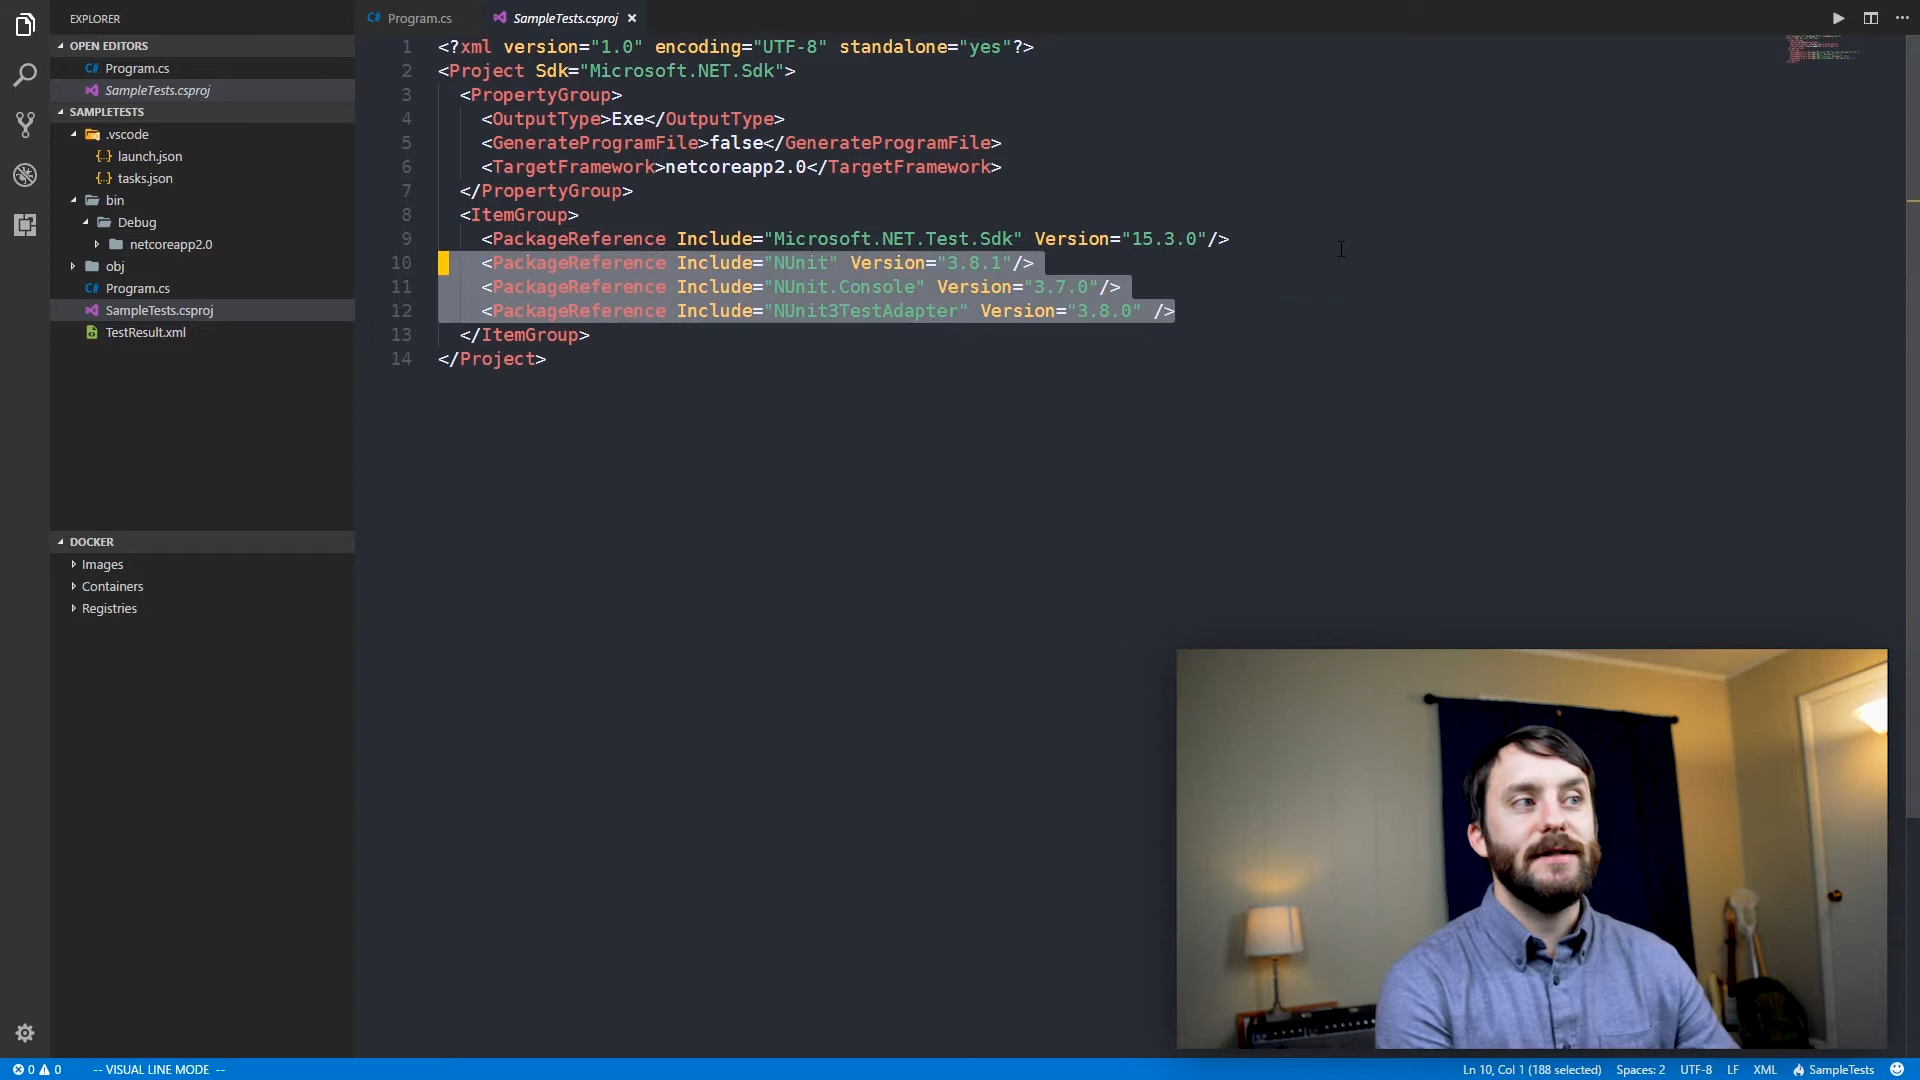 EXPLORER
OPEN EDITORS
C# Program.cs
SampleTests.csproj
SAMPLETESTS
.vscode
{..} launch.json
{..} tasks.json
bin
Debug
netcoreapp2.0
obj
C# Program.cs
SampleTests.csproj
TestResult.xml
DOCKER
Images
Containers
Registries
C# Program.cs
SampleTests.csproj ×
1 <?xml version="1.0" encoding="UTF-8" standalone="yes"?>
2 <Project Sdk="Microsoft.NET.Sdk">
3 <PropertyGroup>
4 <OutputType>Exe</OutputType>
5 <GenerateProgramFile>false</GenerateProgramFile>
6 <TargetFramework>netcoreapp2.0</TargetFramework>
7 </PropertyGroup>
8 <ItemGroup>
9 <PackageReference Include="Microsoft.NET.Test.Sdk" Version="15.3.0"/>
10 <PackageReference Include="NUnit" Version="3.8.1"/>
11 <PackageReference Include="NUnit.Console" Version="3.7.0"/>
12 <PackageReference Include="NUnit3TestAdapter" Version="3.8.0" />
13 </ItemGroup>
14 </Project>
0 0 -- VISUAL LINE MODE -- Ln 10, Col 1 (188 selected) Spaces: 2 UTF-8 LF XML SampleTests